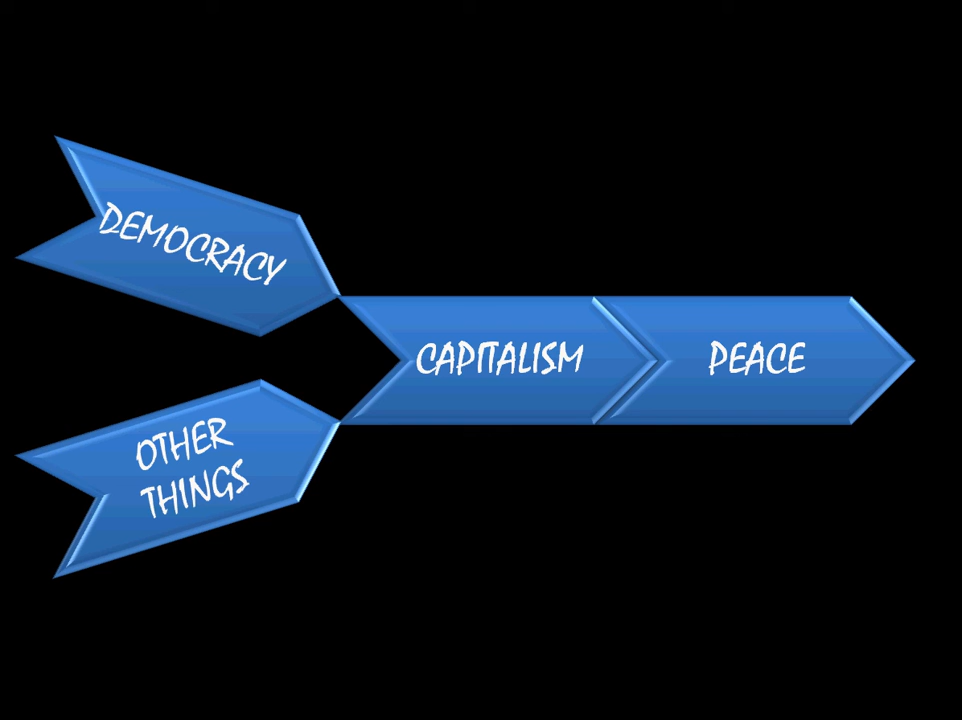 DEMOCRACY
OTHER
THINGS
CAPITALISM
PEACE